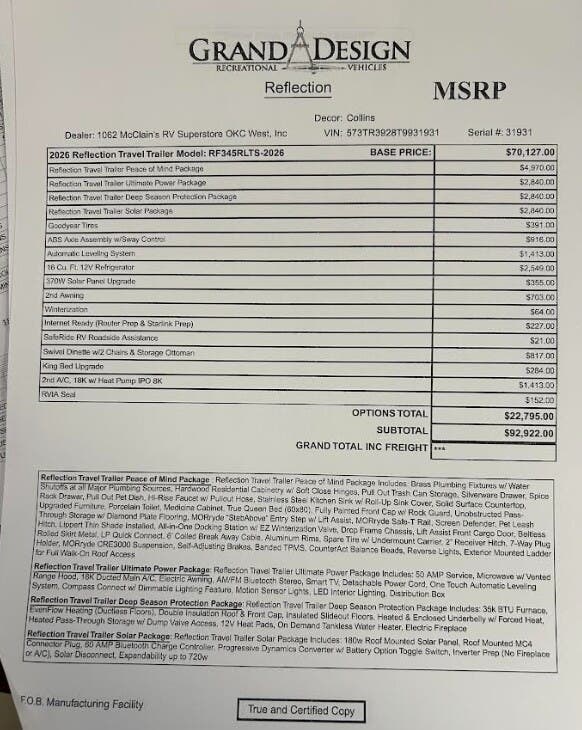 GRAND DESIGN
RECREATIONAL VEHICLES
Reflection
MSRP
Decor: Collins
Dealer: 1062 McClain's RV Superstore OKC West, Inc VIN: 573TR3928T9931931 Serial #: 31931
2026 Reflection Travel Trailer Model: RF345RLTS-2026 BASE PRICE: $70,127.00
Reflection Travel Trailer Peace of Mind Package $4,970.00
Reflection Travel Trailer Ultimate Power Package $2,840.00
Reflection Travel Trailer Deep Season Protection Package $2,840.00
Reflection Travel Trailer Solar Package $2,840.00
Goodyear Tires $391.00
ABS Axle Assembly w/Sway Control $916.00
Automatic Leveling System $1,413.00
16 Cu. Ft. 12V Refrigerator $2,549.00
370W Solar Panel Upgrade $355.00
2nd Awning $703.00
Winterization $64.00
Internet Ready (Router Prep & Starlink Prep) $227.00
SafeRide RV Roadside Assistance $21.00
Swivel Dinette w/2 Chairs & Storage Ottoman $817.00
King Bed Upgrade $284.00
2nd A/C, 18K w/ Heat Pump IPO 8K $1,413.00
RVIA Seal $152.00
OPTIONS TOTAL $22,795.00
SUBTOTAL $92,922.00
GRAND TOTAL INC FREIGHT ***
Reflection Travel Trailer Peace of Mind Package : Reflection Travel Trailer Peace of Mind Package Includes: Brass Plumbing Fixtures w/ Water
Shutoffs at all Major Plumbing Sources, Hardwood Residential Cabinetry w/ Soft Close Hinges, Pull Out Trash Can Storage, Silverware Drawer, Spice
Rack Drawer, Pull Out Pet Dish, Hi-Rise Faucet w/ Pullout Hose, Stainless Steel Kitchen Sink w/ Roll-Up Sink Cover, Solid Surface Countertop,
Upgraded Furniture, Porcelain Toilet, Medicine Cabinet, True Queen Bed (60x80), Fully Painted Front Cap w/ Rock Guard, Unobstructed Pass-
Through Storage w/ Diamond Plate Flooring, MORryde "StepAbove" Entry Step w/ Lift Assist, MORryde Safe-T Rail, Screen Defender, Pet Leash
Hitch, Lippert Thin Shade Installed, All-in-One Docking Station w/ EZ Winterization Valve, Drop Frame Chassis, Lift Assist Front Cargo Door, Beltless
Rolled Skirt Metal, LP Quick Connect, 6' Coiled Break Away Cable, Aluminum Rims, Spare Tire w/ Undermount Carrier, 2" Receiver Hitch, 7-Way Plug
Holder, MORryde CRE3000 Suspension, Self-Adjusting Brakes, Banded TPMS, CounterAct Balance Beads, Reverse Lights, Exterior Mounted Ladder
for Full Walk-On Roof Access
Reflection Travel Trailer Ultimate Power Package: Reflection Travel Trailer Ultimate Power Package Includes: 50 AMP Service, Microwave w/ Vented
Range Hood, 18K Ducted Main A/C, Electric Awning, AM/FM Bluetooth Stereo, Smart TV, Detachable Power Cord, One Touch Automatic Leveling
System, Compass Connect w/ Dimmable Lighting Feature, Motion Sensor Lights, LED Interior Lighting, Distribution Box
Reflection Travel Trailer Deep Season Protection Package: Reflection Travel Trailer Deep Season Protection Package Includes: 35k BTU Furnace,
EvenFlow Heating (Ductless Floors), Double Insulation Roof & Front Cap, Insulated Slideout Floors, Heated & Enclosed Underbelly w/ Forced Heat,
Heated Pass-Through Storage w/ Dump Valve Access, 12V Heat Pads, On Demand Tankless Water Heater, Electric Fireplace
Reflection Travel Trailer Solar Package: Reflection Travel Trailer Solar Package Includes: 180w Roof Mounted Solar Panel, Roof Mounted MC4
Connector Plug, 60 AMP Bluetooth Charge Controller, Progressive Dynamics Converter w/ Battery Option Toggle Switch, Inverter Prep (No Fireplace
or A/C), Solar Disconnect, Expandability up to 720w
F.O.B. Manufacturing Facility
True and Certified Copy